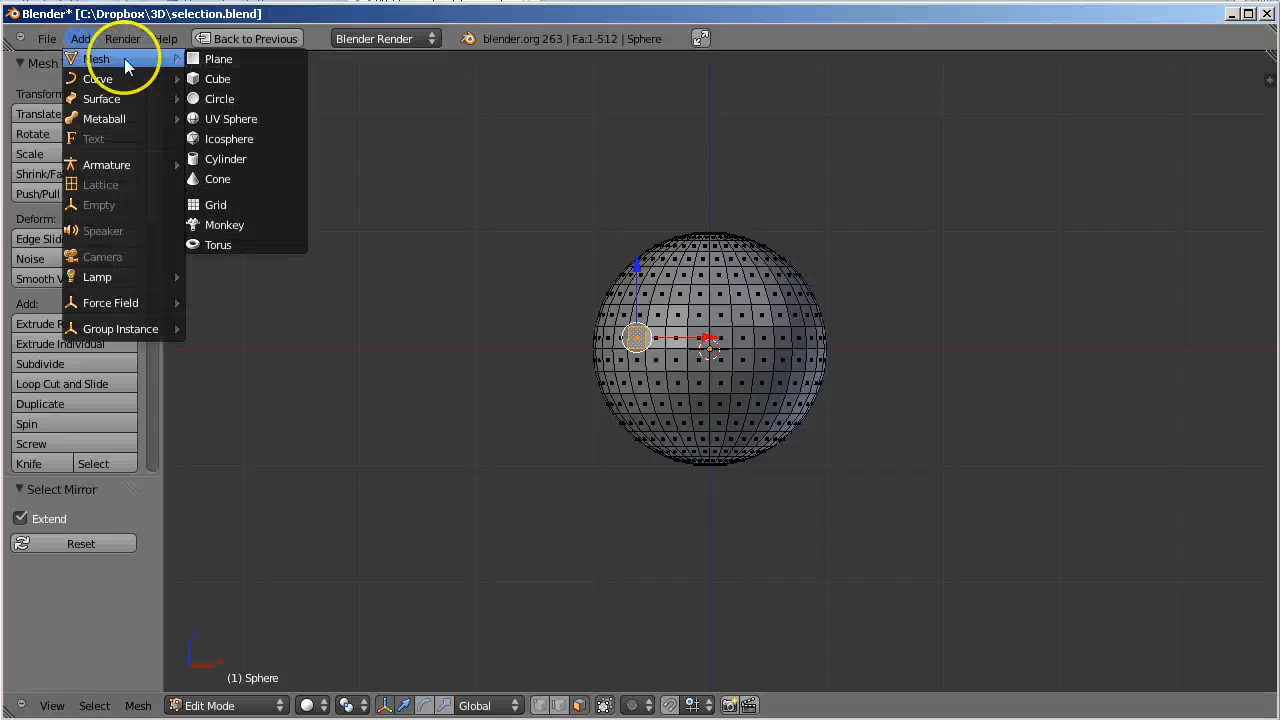 Blender* [C:\Dropbox\3D\selection.blend]
File Add Render Help Back to Previous Blender Render blender.org 263 | Fa:1-512 | Sphere
Mesh
Transform
Translate
Rotate
Scale
Shrink/Fa
Push/Pull
Deform:
Edge Slid
Noise
Smooth V
Add:
Extrude R
Extrude Individual
Subdivide
Loop Cut and Slide
Duplicate
Spin
Screw
Knife Select
Select Mirror
Extend
Reset
Mesh
Curve
Surface
Metaball
Text
Armature
Lattice
Empty
Speaker
Camera
Lamp
Force Field
Group Instance
Plane
Cube
Circle
UV Sphere
Icosphere
Cylinder
Cone
Grid
Monkey
Torus
(1) Sphere
View Select Mesh Edit Mode Global